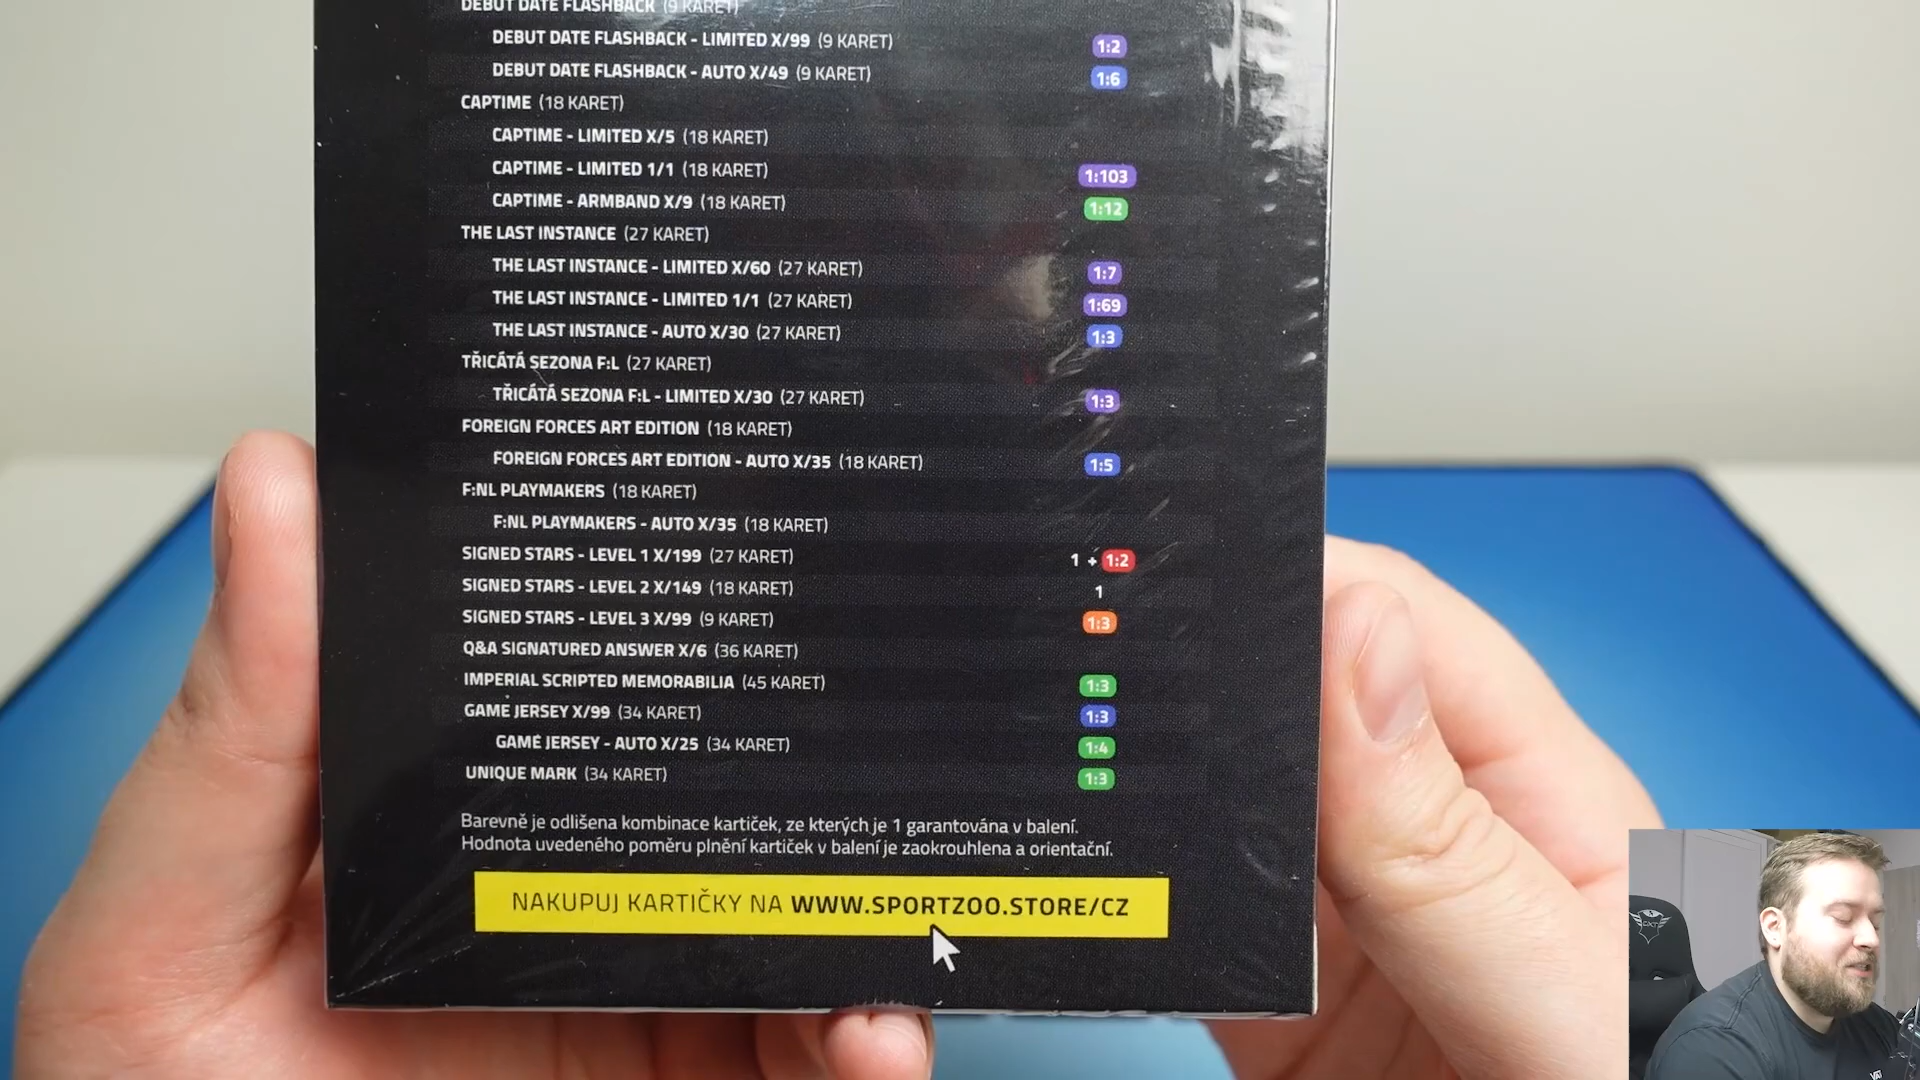 DEBUT DATE FLASHBACK (9 KARET)
DEBUT DATE FLASHBACK - LIMITED X/99 (9 KARET) 1:2
DEBUT DATE FLASHBACK - AUTO X/49 (9 KARET) 1:6
CAPTIME (18 KARET)
CAPTIME - LIMITED X/5 (18 KARET)
CAPTIME - LIMITED 1/1 (18 KARET) 1:103
CAPTIME - ARMBAND X/9 (18 KARET) 1:12
THE LAST INSTANCE (27 KARET)
THE LAST INSTANCE - LIMITED X/60 (27 KARET) 1:7
THE LAST INSTANCE - LIMITED 1/1 (27 KARET) 1:69
THE LAST INSTANCE - AUTO X/30 (27 KARET) 1:3
TŘICÁTÁ SEZONA F:L (27 KARET)
TŘICÁTÁ SEZONA F:L - LIMITED X/30 (27 KARET) 1:3
FOREIGN FORCES ART EDITION (18 KARET)
FOREIGN FORCES ART EDITION - AUTO X/35 (18 KARET) 1:5
F:NL PLAYMAKERS (18 KARET)
F:NL PLAYMAKERS - AUTO X/35 (18 KARET)
SIGNED STARS - LEVEL 1 X/199 (27 KARET) 1 + 1:2
SIGNED STARS - LEVEL 2 X/149 (18 KARET) 1
SIGNED STARS - LEVEL 3 X/99 (9 KARET) 1:3
Q&A SIGNATURED ANSWER X/6 (36 KARET)
IMPERIAL SCRIPTED MEMORABILIA (45 KARET) 1:3
GAME JERSEY X/99 (34 KARET) 1:3
GAME JERSEY - AUTO X/25 (34 KARET) 1:4
UNIQUE MARK (34 KARET) 1:3
Barevně je odlišena kombinace kartiček, ze kterých je 1 garantována v balení.
Hodnota uvedeného poměru plnění kartiček v balení je zaokrouhlena a orientační.
NAKUPUJ KARTIČKY NA WWW.SPORTZOO.STORE/CZ